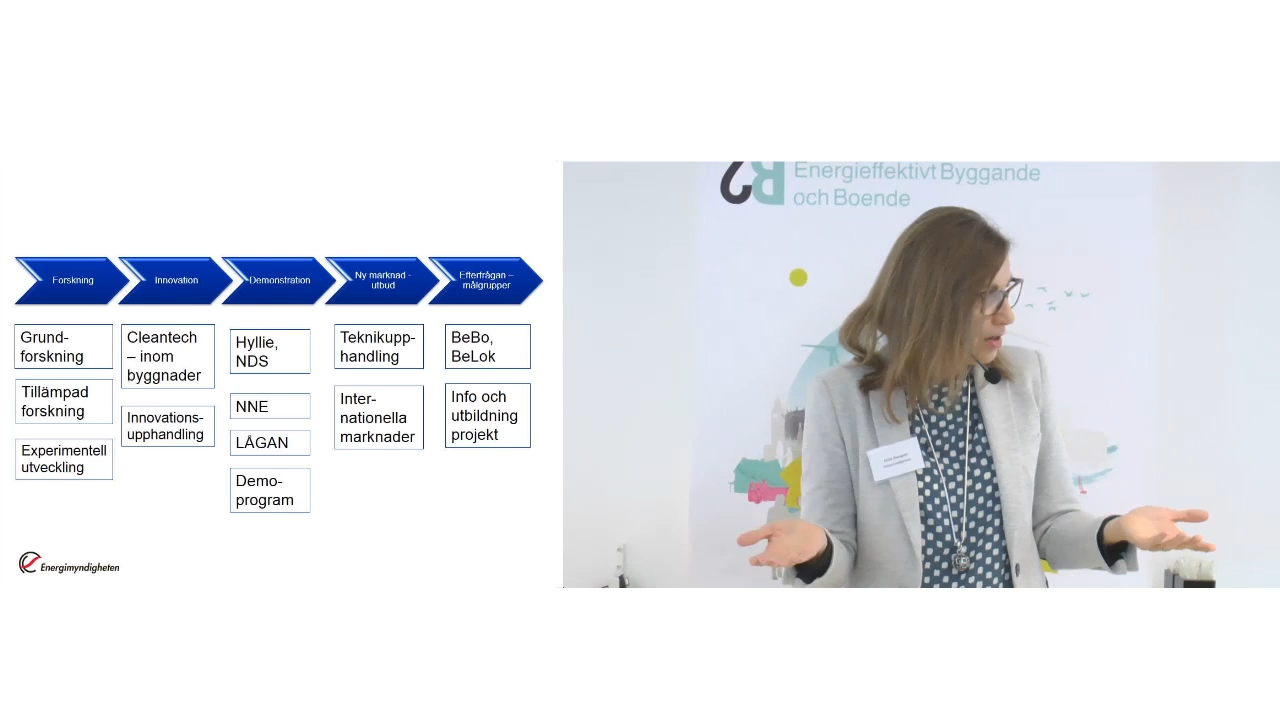 Forskning
Innovation
Demonstration
Ny marknad -
utbud
Efterfrågan –
målgrupper
Grund-
forskning
Tillämpad
forskning
Experimentell
utveckling
Cleantech
– inom
byggnader
Innovations-
upphandling
Hyllie,
NDS
NNE
LÅGAN
Demo-
program
Teknikupp-
handling
Inter-
nationella
marknader
BeBo,
BeLok
Info och
utbildning
projekt
Energimyndigheten
Energieffektivt Byggande
och Boende